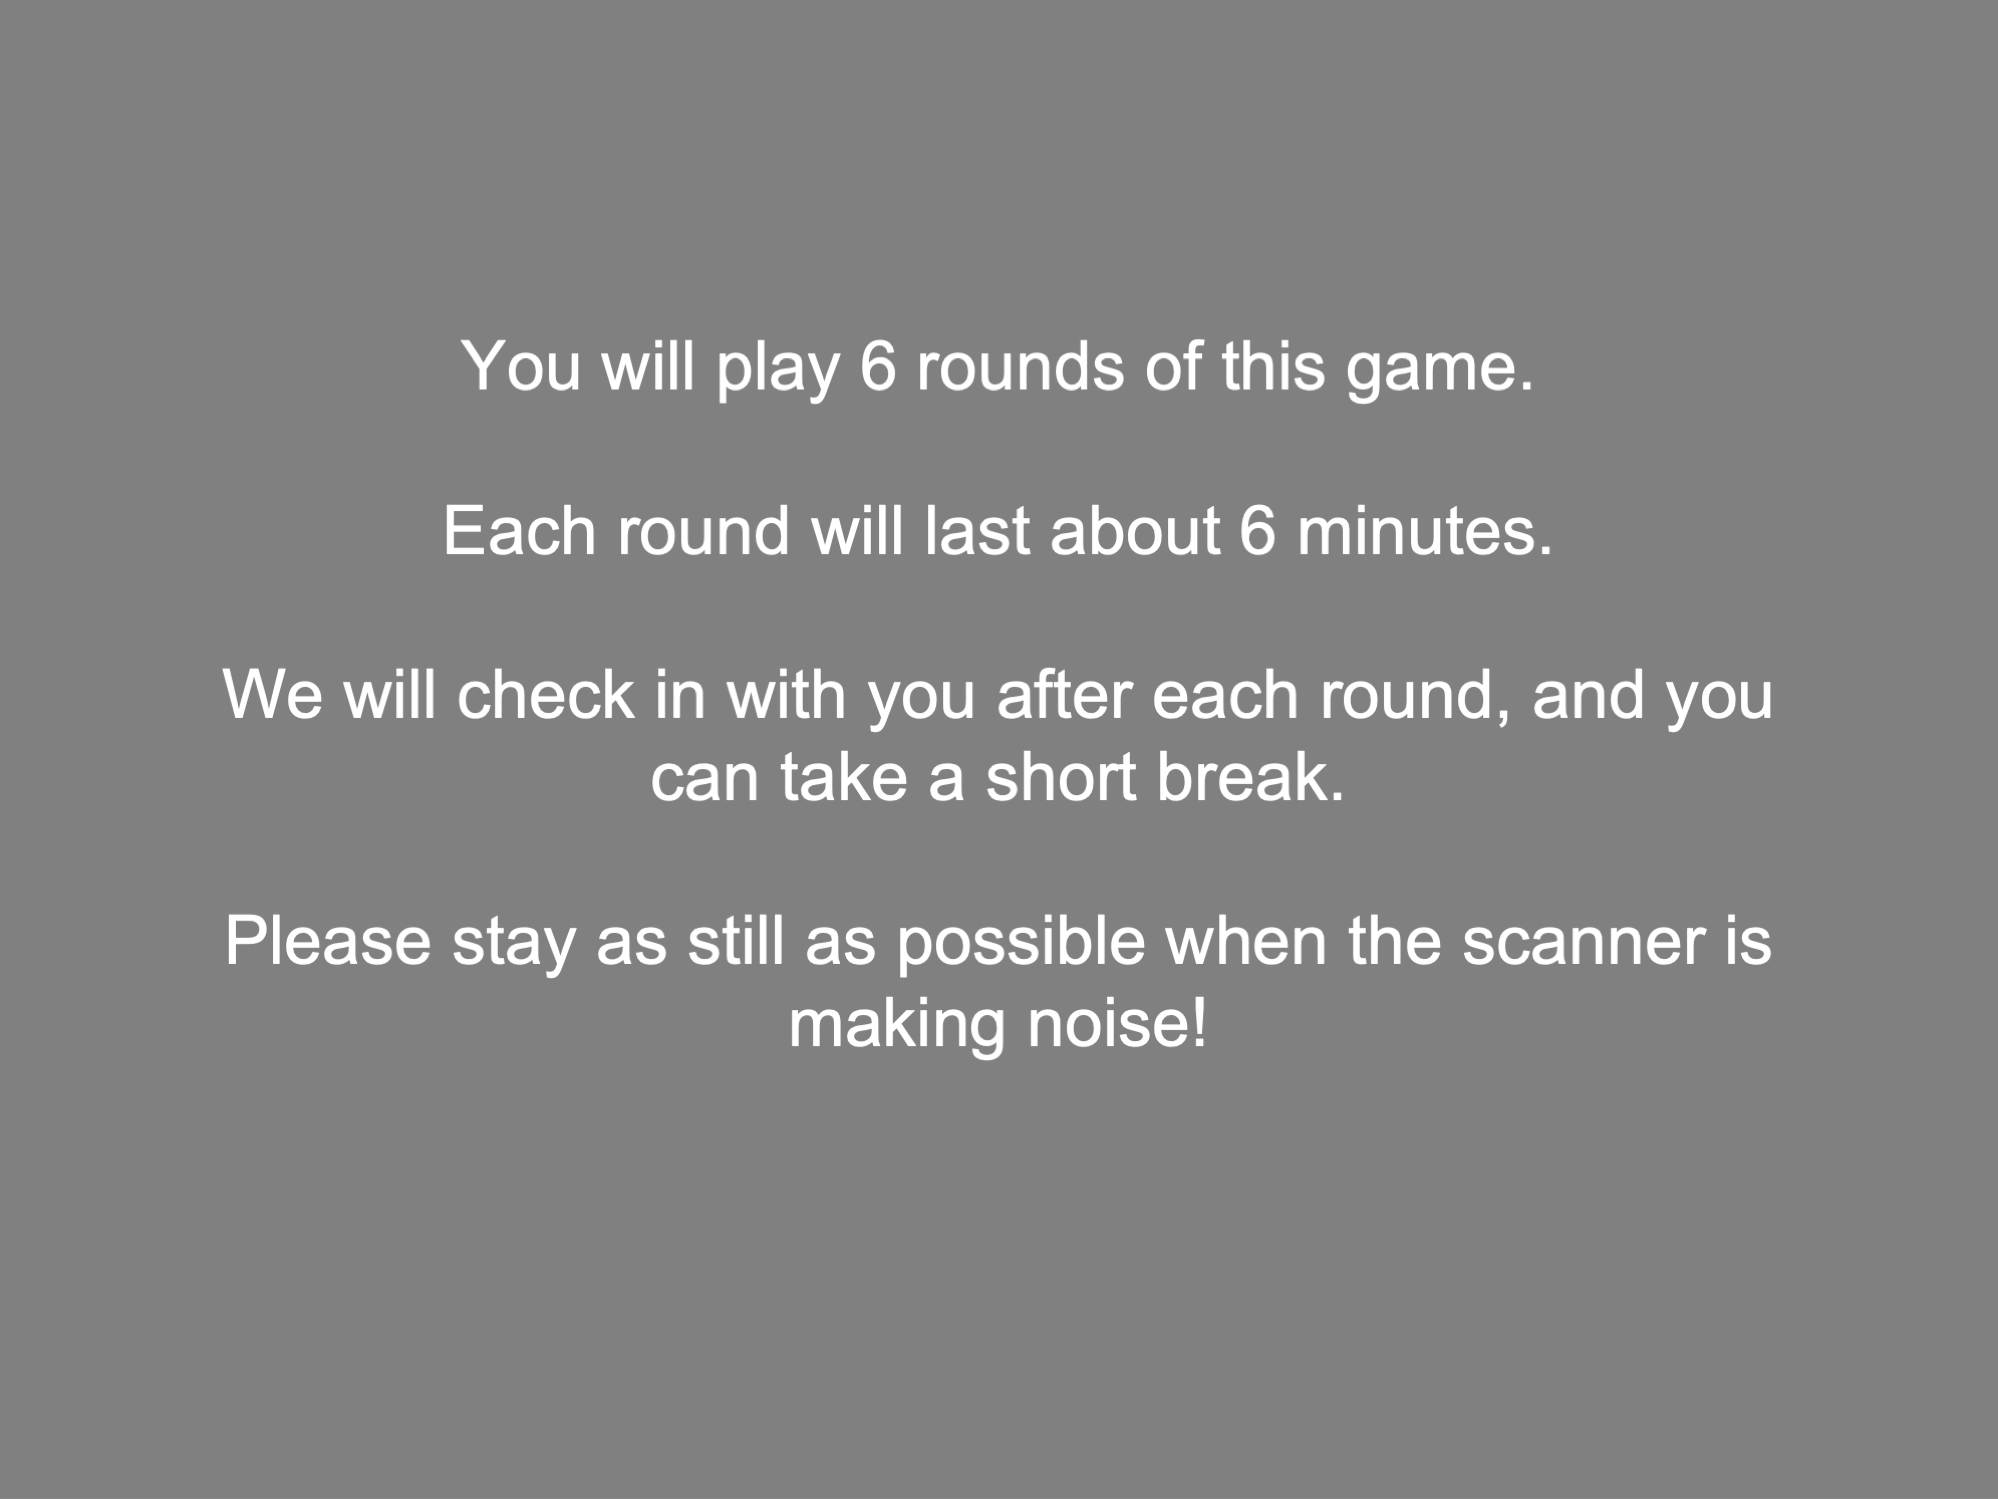 You will play 6 rounds of this game.
Each round will last about 6 minutes.
We will check in with you after each round, and you
can take a short break.
Please stay as still as possible when the scanner is
making noise!